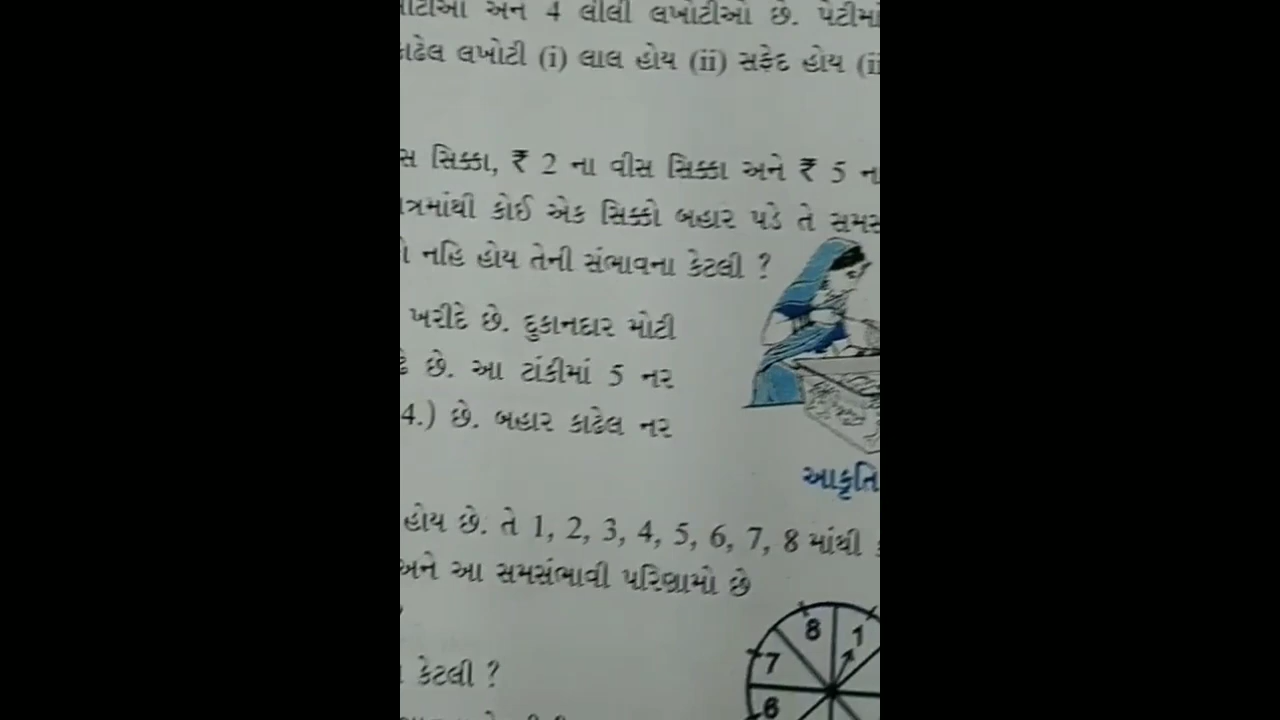 અને 4 લીલી લખોટીઓ છે. પેટીમાં
કાઢેલ લખોટી (i) લાલ હોય (ii) સફેદ હોય
સિક્કા, ₹ 2 ના વીસ સિક્કા અને ₹ 5
કોઈ એક સિક્કો બહાર પડે તે
નહિ હોય તેની સંભાવના કેટલી ?
ખરીદે છે. દુકાનદાર મોટી
છે. આ ટાંકીમાં 5 નર
4.) છે. બહાર કાઢેલ નર
આકૃતિ
હોય છે. તે 1, 2, 3, 4, 5, 6, 7, 8 માંથી
અને આ સમસંભાવી પરિણામો છે
8 1
7
કેટલી ?
6